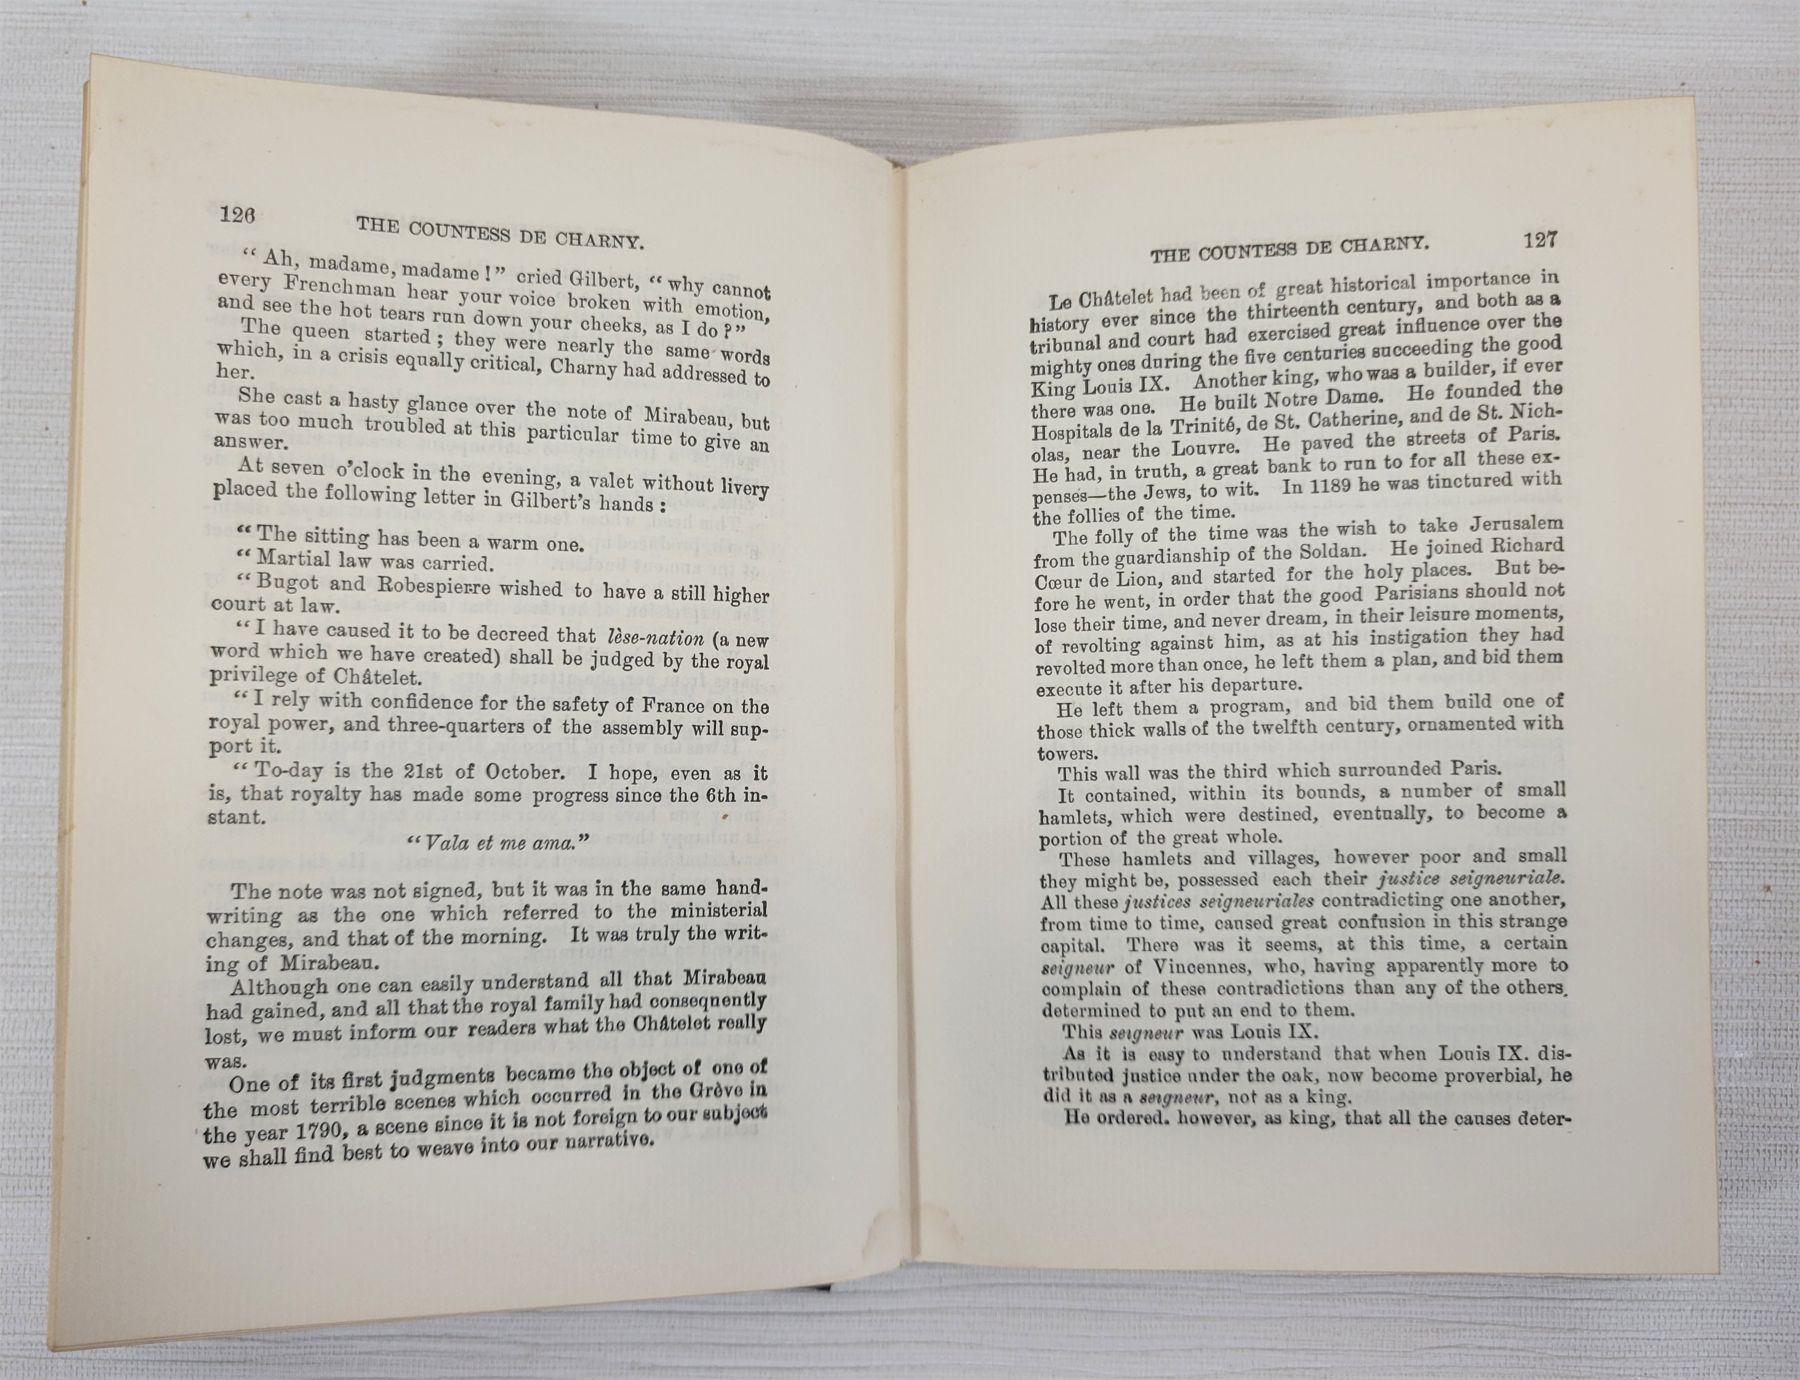 126
THE COUNTESS DE CHARNY.
“ Ah, madame, madame !” cried Gilbert, “ why cannot
every Frenchman hear your voice broken with emotion,
and see the hot tears run down your cheeks, as I do ?”
The queen started ; they were nearly the same words
which, in a crisis equally critical, Charny had addressed to
her.
She cast a hasty glance over the note of Mirabeau, but
was too much troubled at this particular time to give an
answer.
At seven o’clock in the evening, a valet without livery
placed the following letter in Gilbert’s hands :
“ The sitting has been a warm one.
“ Martial law was carried.
“ Bugot and Robespierre wished to have a still higher
court at law.
“ I have caused it to be decreed that lèse-nation (a new
word which we have created) shall be judged by the royal
privilege of Châtelet.
“ I rely with confidence for the safety of France on the
royal power, and three-quarters of the assembly will sup-
port it.
“ To-day is the 21st of October. I hope, even as it
is, that royalty has made some progress since the 6th in-
stant.
“ Vala et me ama.”
The note was not signed, but it was in the same hand-
writing as the one which referred to the ministerial
changes, and that of the morning. It was truly the writ-
ing of Mirabeau.
Although one can easily understand all that Mirabeau
had gained, and all that the royal family had consequently
lost, we must inform our readers what the Châtelet really
was.
One of its first judgments became the object of one of
the most terrible scenes which occurred in the Grève in
the year 1790, a scene since it is not foreign to our subject
we shall find best to weave into our narrative.
THE COUNTESS DE CHARNY.
127
Le Châtelet had been of great historical importance in
history ever since the thirteenth century, and both as a
tribunal and court had exercised great influence over the
mighty ones during the five centuries succeeding the good
King Louis IX. Another king, who was a builder, if ever
there was one. He built Notre Dame. He founded the
Hospitals de la Trinité, de St. Catherine, and de St. Nich-
olas, near the Louvre. He paved the streets of Paris.
He had, in truth, a great bank to run to for all these ex-
penses—the Jews, to wit. In 1189 he was tinctured with
the follies of the time.
The folly of the time was the wish to take Jerusalem
from the guardianship of the Soldan. He joined Richard
Cœur de Lion, and started for the holy places. But be-
fore he went, in order that the good Parisians should not
lose their time, and never dream, in their leisure moments,
of revolting against him, as at his instigation they had
revolted more than once, he left them a plan, and bid them
execute it after his departure.
He left them a program, and bid them build one of
those thick walls of the twelfth century, ornamented with
towers.
This wall was the third which surrounded Paris.
It contained, within its bounds, a number of small
hamlets, which were destined, eventually, to become a
portion of the great whole.
These hamlets and villages, however poor and small
they might be, possessed each their justice seigneuriale.
All these justices seigneuriales contradicting one another,
from time to time, caused great confusion in this strange
capital. There was it seems, at this time, a certain
seigneur of Vincennes, who, having apparently more to
complain of these contradictions than any of the others,
determined to put an end to them.
This seigneur was Louis IX.
As it is easy to understand that when Louis IX. dis-
tributed justice under the oak, now become proverbial, he
did it as a seigneur, not as a king.
He ordered, however, as king, that all the causes deter-